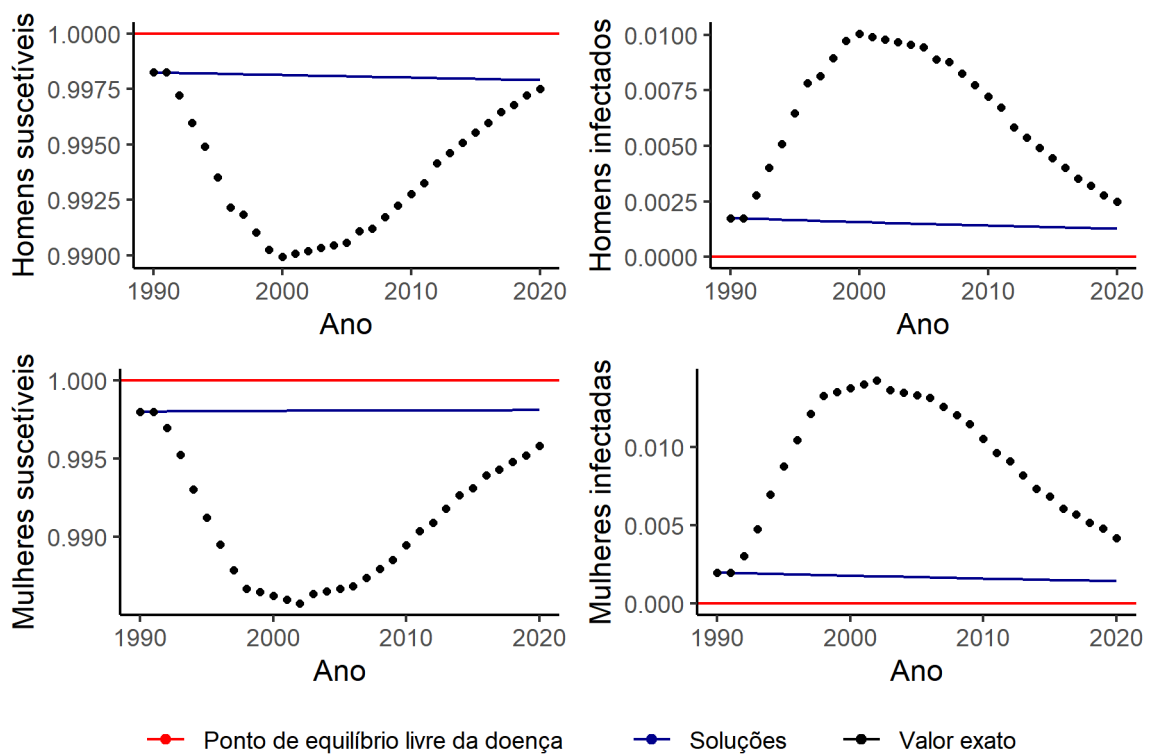 Homens suscetíveis
1.0000
0.9975
0.9950
0.9925
0.9900
1990 2000 2010 2020
Ano
Homens infectados
0.0100
0.0075
0.0050
0.0025
0.0000
1990 2000 2010 2020
Ano
Mulheres suscetíveis
1.000
0.995
0.990
1990 2000 2010 2020
Ano
Mulheres infectadas
0.010
0.005
0.000
1990 2000 2010 2020
Ano
Ponto de equilíbrio livre da doença Soluções Valor exato